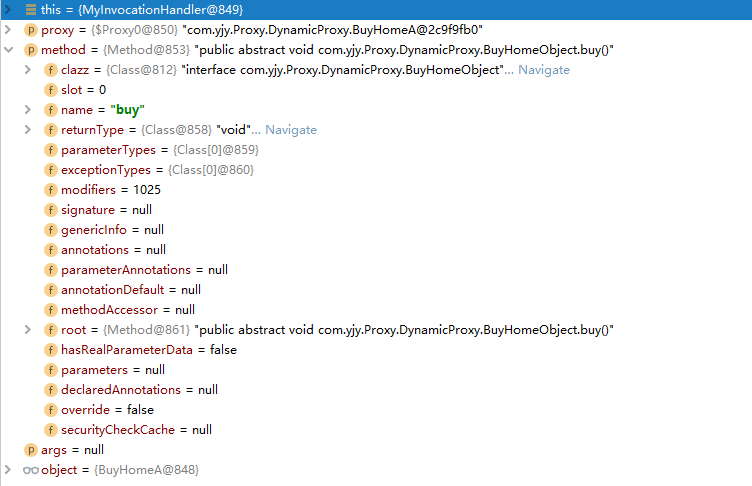 this = {MyInvocationHandler@849}
proxy = {$Proxy0@850} "com.yjy.Proxy.DynamicProxy.BuyHomeA@2c9f9fb0"
method = {Method@853} "public abstract void com.yjy.Proxy.DynamicProxy.BuyHomeObject.buy()"
clazz = {Class@812} "interface com.yjy.Proxy.DynamicProxy.BuyHomeObject"... Navigate
slot = 0
name = "buy"
returnType = {Class@858} "void"... Navigate
parameterTypes = {Class[0]@859}
exceptionTypes = {Class[0]@860}
modifiers = 1025
signature = null
genericInfo = null
annotations = null
parameterAnnotations = null
annotationDefault = null
methodAccessor = null
root = {Method@861} "public abstract void com.yjy.Proxy.DynamicProxy.BuyHomeObject.buy()"
hasRealParameterData = false
parameters = null
declaredAnnotations = null
override = false
securityCheckCache = null
args = null
object = {BuyHomeA@848}